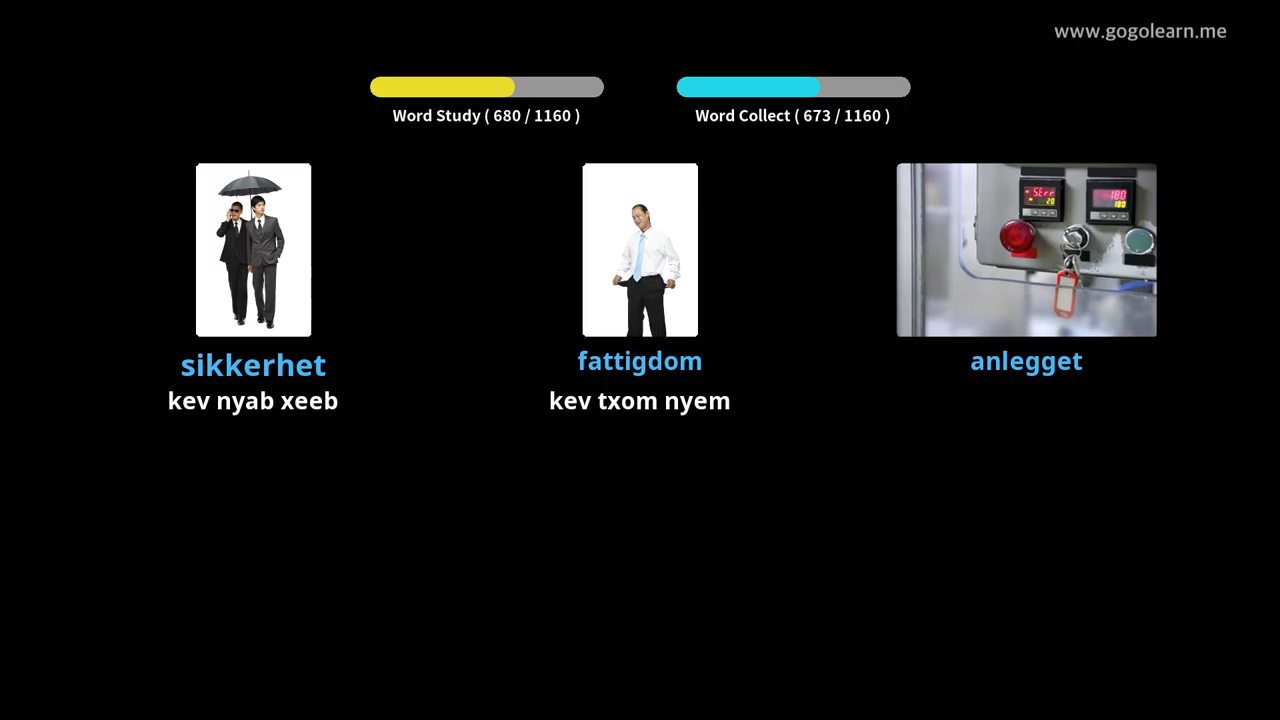 www.gogolearn.me
Word Study ( 680 / 1160 )
Word Collect ( 673 / 1160 )
sikkerhet
kev nyab xeeb
fattigdom
kev txom nyem
anlegget